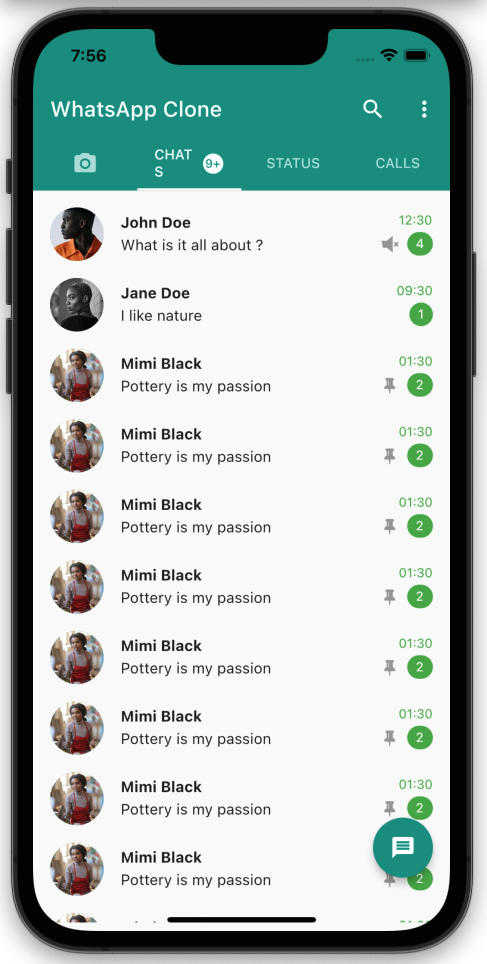 7:56
WhatsApp Clone
CHAT
S
9+
STATUS
CALLS
John Doe
12:30
What is it all about ?
4
Jane Doe
09:30
I like nature
1
Mimi Black
01:30
Pottery is my passion
2
Mimi Black
01:30
Pottery is my passion
2
Mimi Black
01:30
Pottery is my passion
2
Mimi Black
01:30
Pottery is my passion
2
Mimi Black
01:30
Pottery is my passion
2
Mimi Black
01:30
Pottery is my passion
2
Mimi Black
01:30
Pottery is my passion
2
Mimi Black
Pottery is my passion
2